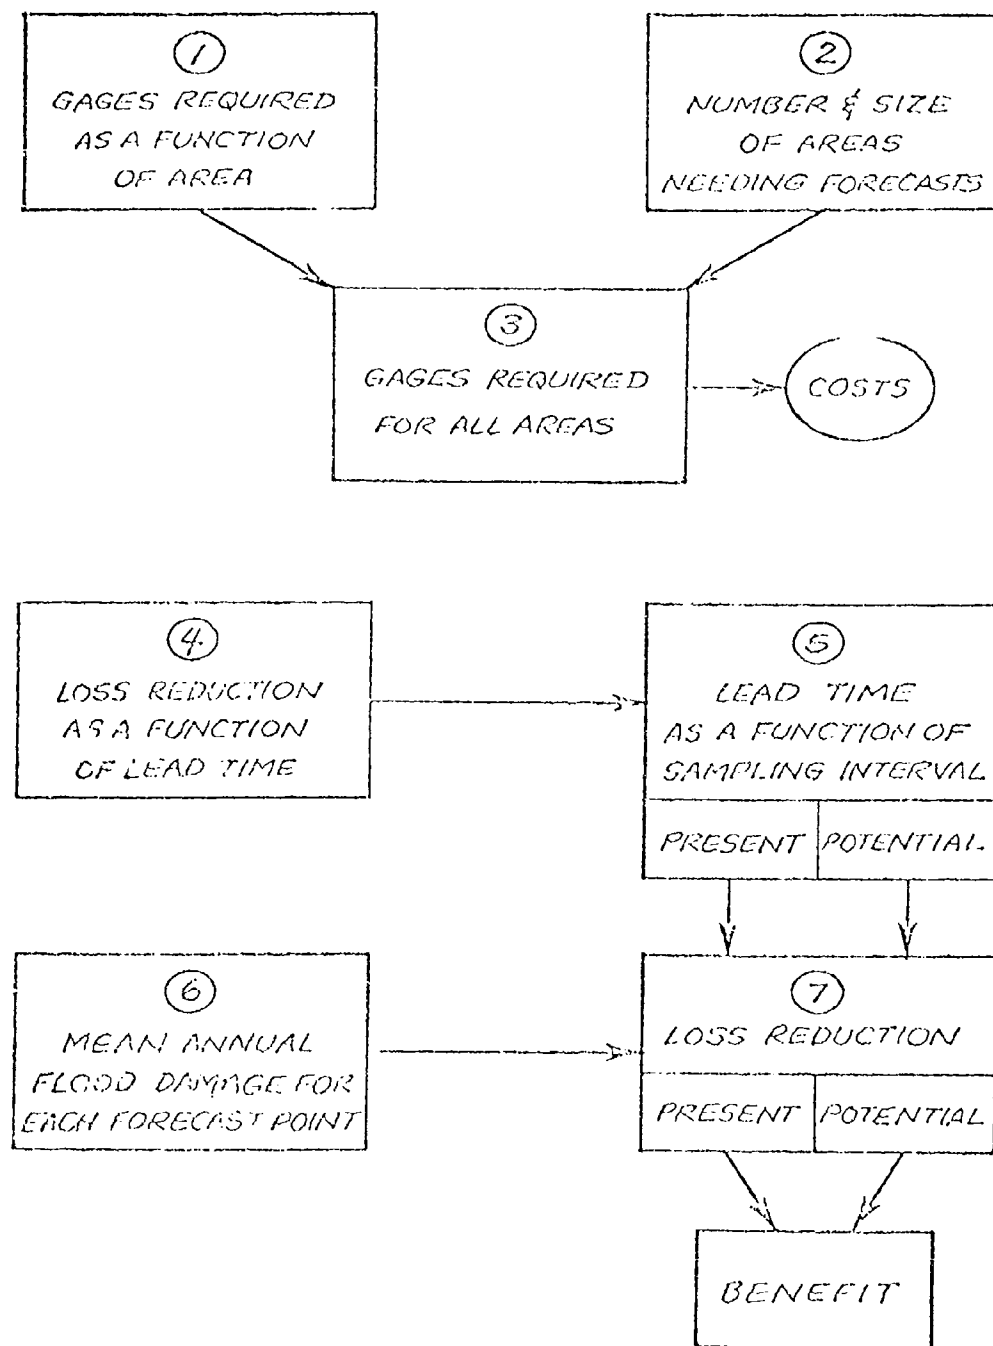 1
GAGES REQUIRED
AS A FUNCTION
OF AREA
2
NUMBER & SIZE
OF AREAS
NEEDING FORECASTS
3
GAGES REQUIRED
FOR ALL AREAS
COSTS
4
LOSS REDUCTION
AS A FUNCTION
OF LEAD TIME
5
LEAD TIME
AS A FUNCTION OF
SAMPLING INTERVAL
PRESENT
POTENTIAL
6
MEAN ANNUAL
FLOOD DAMAGE FOR
EACH FORECAST POINT
7
LOSS REDUCTION
PRESENT
POTENTIAL
BENEFIT